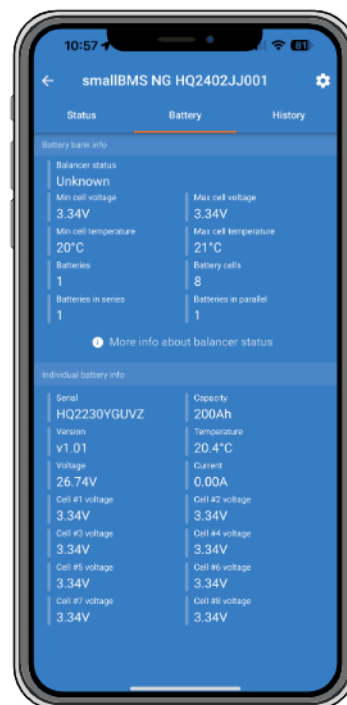 10:57 81
smallBMS NG HQ2402JJ001
Status Battery History
Battery bank info
Balancer status
Unknown
Min cell voltage Max cell voltage
3.34V 3.34V
Min cell temperature Max cell temperature
20°C 21°C
Batteries Battery cells
1 8
Batteries in series Batteries in parallel
1 1
More info about balancer status
Individual battery info
Serial Capacity
HQ2230YGUVZ 200Ah
Version Temperature
v1.01 20.4°C
Voltage Current
26.74V 0.00A
Cell #1 voltage Cell #2 voltage
3.34V 3.34V
Cell #3 voltage Cell #4 voltage
3.34V 3.34V
Cell #5 voltage Cell #6 voltage
3.34V 3.34V
Cell #7 voltage Cell #8 voltage
3.34V 3.34V